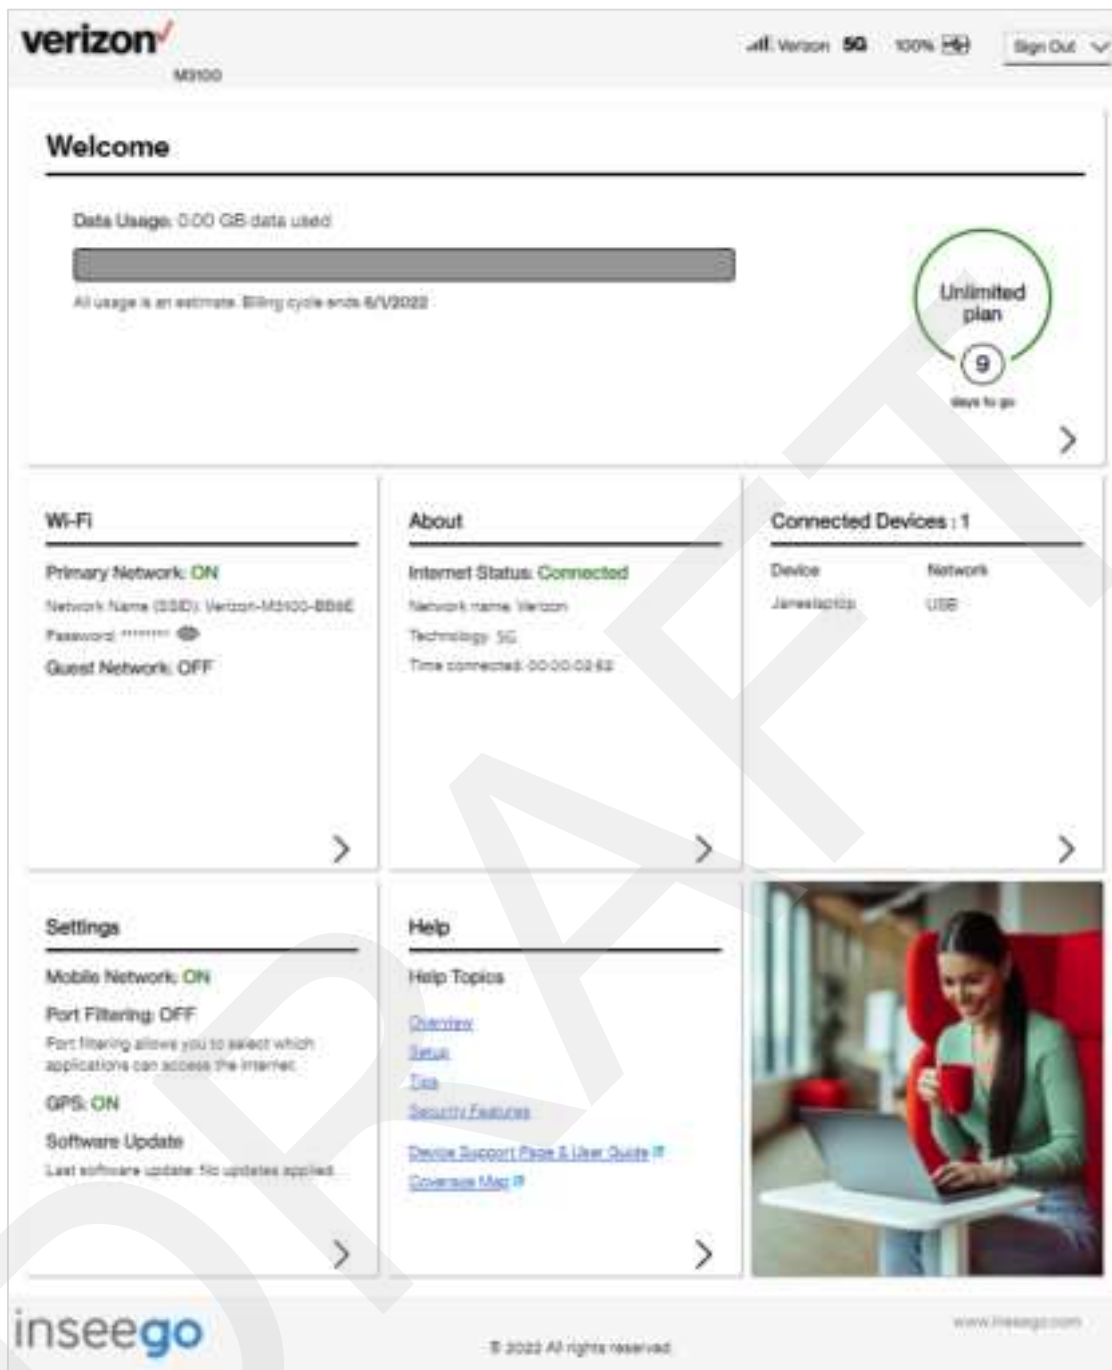 verizon
M3100
Verizon 5G 100% Sign Out
Welcome
Data Usage: 0.00 GB data used
All usage is an estimate. Billing cycle ends 6/1/2022
Unlimited
plan
9
days to go
Wi-Fi
Primary Network: ON
Network Name (SSID): Verizon-M3100-BB6E
Password: ********
Guest Network: OFF
About
Internet Status: Connected
Network name: Verizon
Technology: 5G
Time connected:
Connected Devices : 1
Device Network
Janeslaptop USB
Settings
Mobile Network: ON
Port Filtering: OFF
Port filtering allows you to select which
applications can access the internet.
GPS: ON
Software Update
Last software update: No updates applied.
Help
Help Topics
Overview
Setup
Tips
Security Features
Device Support Page & User Guide
Coverage Map
inseego
© 2022 All rights reserved.
www.inseego.com
DRAFT